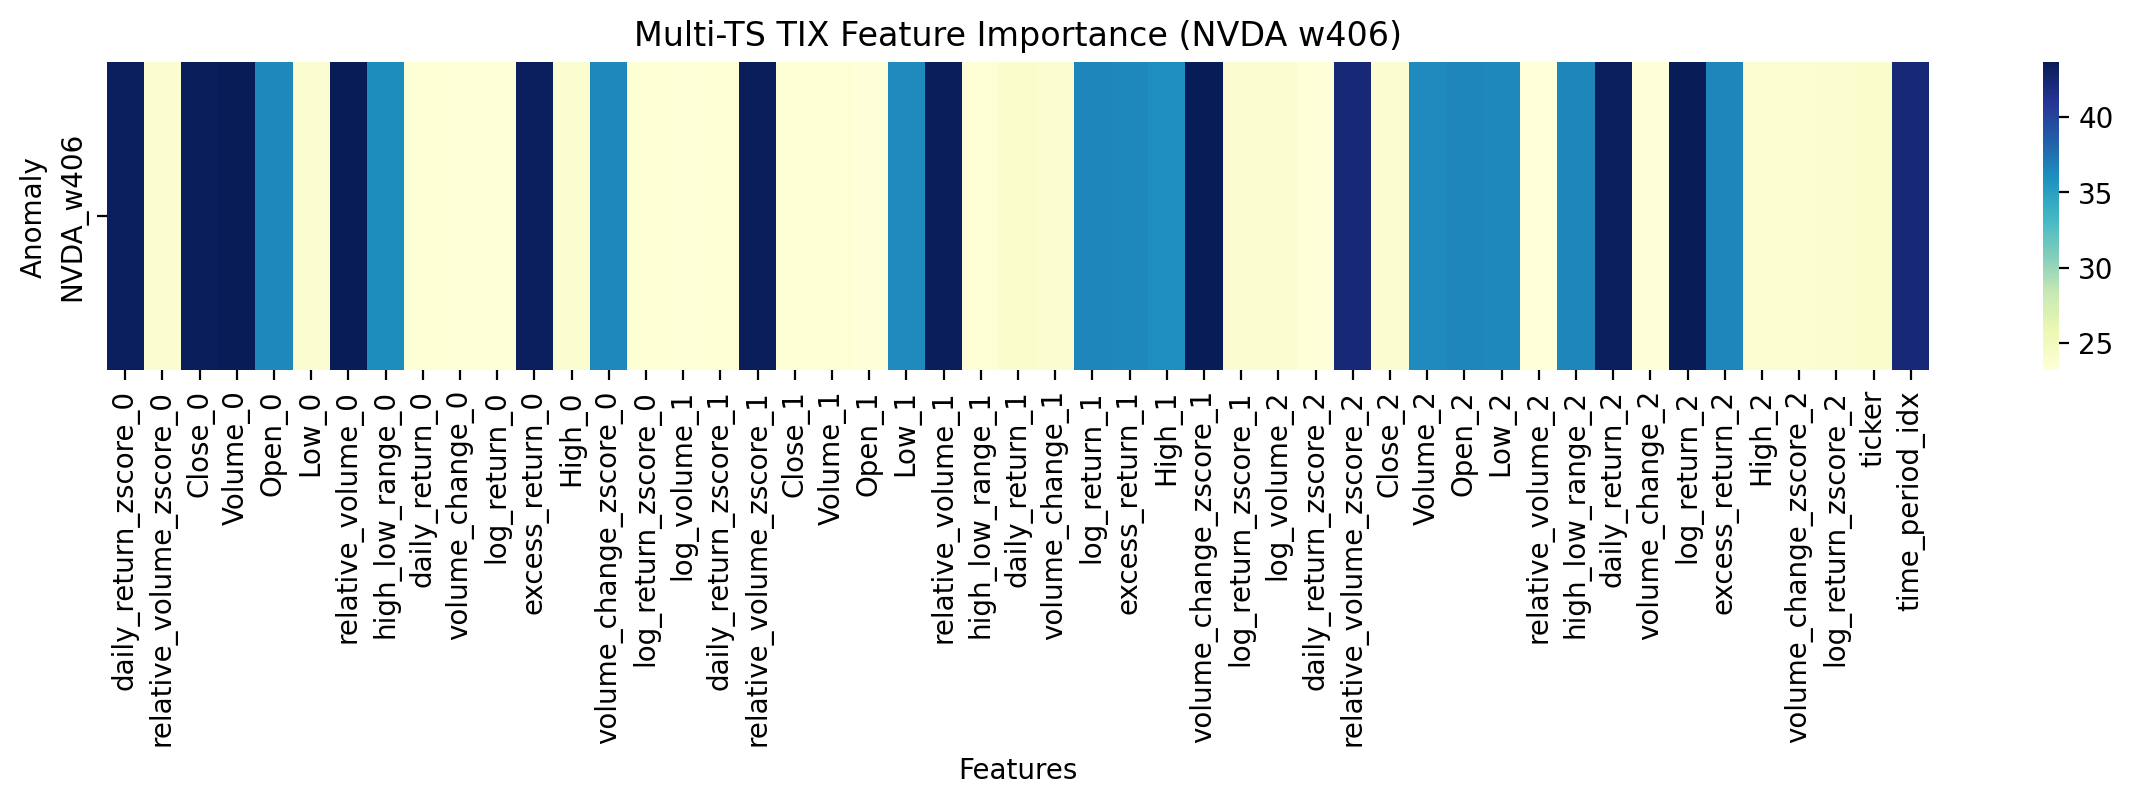 Multi-TS TIX Feature Importance (NVDA w406)
Anomaly
NVDA_w406
40
35
30
25
daily_return_zscore_0
relative_volume_zscore_0
Close_0
Volume_0
Open_0
Low_0
relative_volume_0
high_low_range_0
daily_return_0
volume_change_0
log_return_0
excess_return_0
High_0
volume_change_zscore_0
log_return_zscore_0
log_volume_1
daily_return_zscore_1
relative_volume_zscore_1
Close_1
Volume_1
Open_1
Low_1
relative_volume_1
high_low_range_1
daily_return_1
volume_change_1
log_return_1
excess_return_1
High_1
volume_change_zscore_1
log_return_zscore_1
log_volume_2
daily_return_zscore_2
relative_volume_zscore_2
Close_2
Volume_2
Open_2
Low_2
relative_volume_2
high_low_range_2
daily_return_2
volume_change_2
log_return_2
excess_return_2
High_2
volume_change_zscore_2
log_return_zscore_2
ticker
time_period_idx
Features